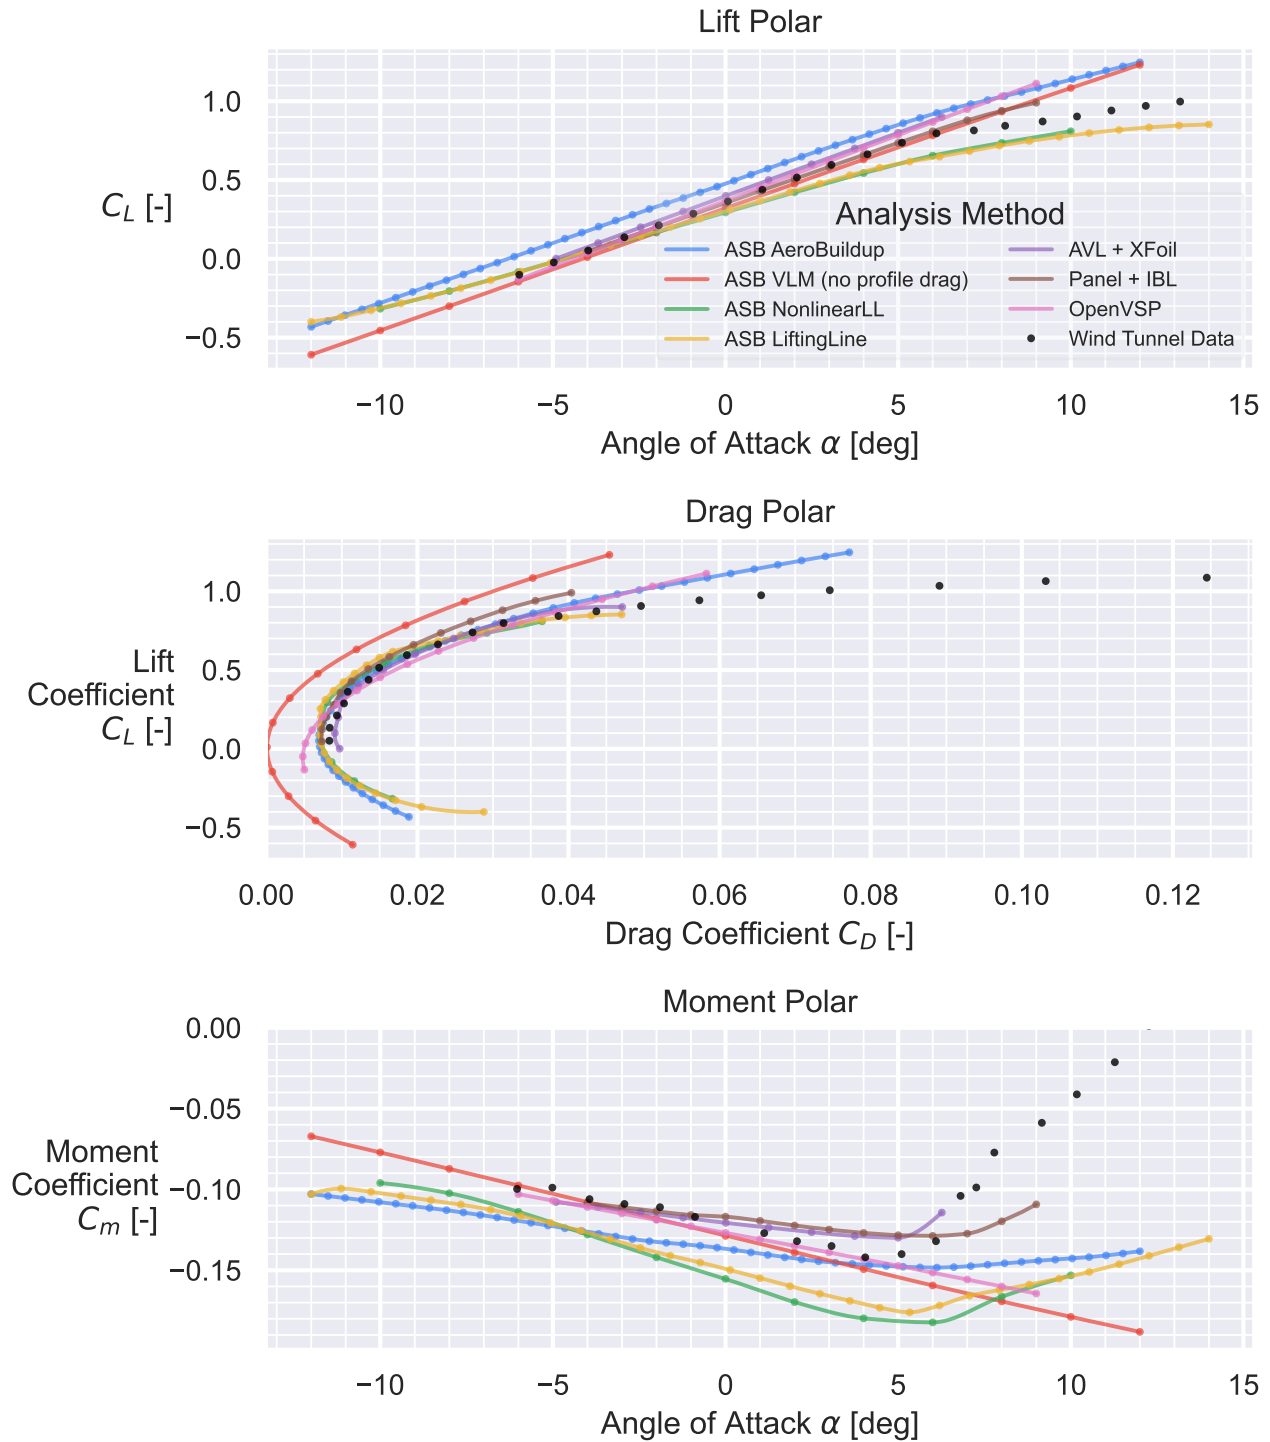 Lift Polar
1.0
0.5
0.0
−0.5
C_L [-]
Analysis Method
ASB AeroBuildup
ASB VLM (no profile drag)
ASB NonlinearLL
ASB LiftingLine
AVL + XFoil
Panel + IBL
OpenVSP
Wind Tunnel Data
−10 −5 0 5 10 15
Angle of Attack α [deg]
Drag Polar
1.0
0.5
0.0
−0.5
Lift
Coefficient
C_L [-]
0.00 0.02 0.04 0.06 0.08 0.10 0.12
Drag Coefficient C_D [-]
Moment Polar
0.00
−0.05
−0.10
−0.15
Moment
Coefficient
C_m [-]
−10 −5 0 5 10 15
Angle of Attack α [deg]